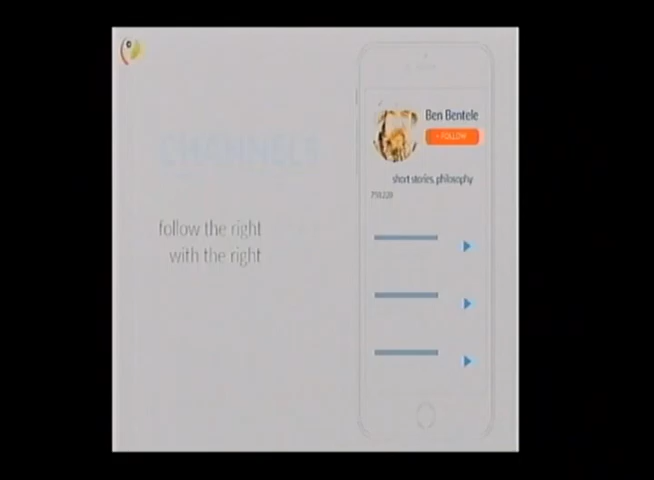 CHANNELS
follow the right
with the right
Ben Bentele
+ FOLLOW
short stories, philosophy